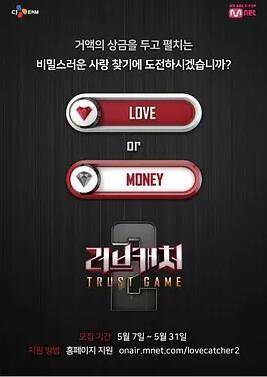 CJ ENM
Mnet
거액의 상금을 두고 펼치는
비밀스러운 사랑 찾기에 도전하시겠습니까?
LOVE
or
MONEY
2
러브캐처
TRUST GAME
모집 기간 5월 7일 ~ 5월 31일
지원 방법 홈페이지 지원 onair.mnet.com/lovecatcher2